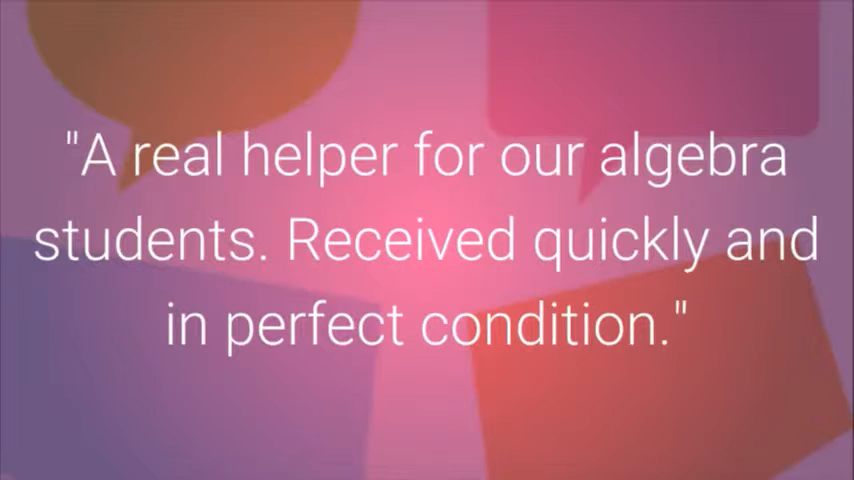 "A real helper for our algebra
students. Received quickly and
in perfect condition."